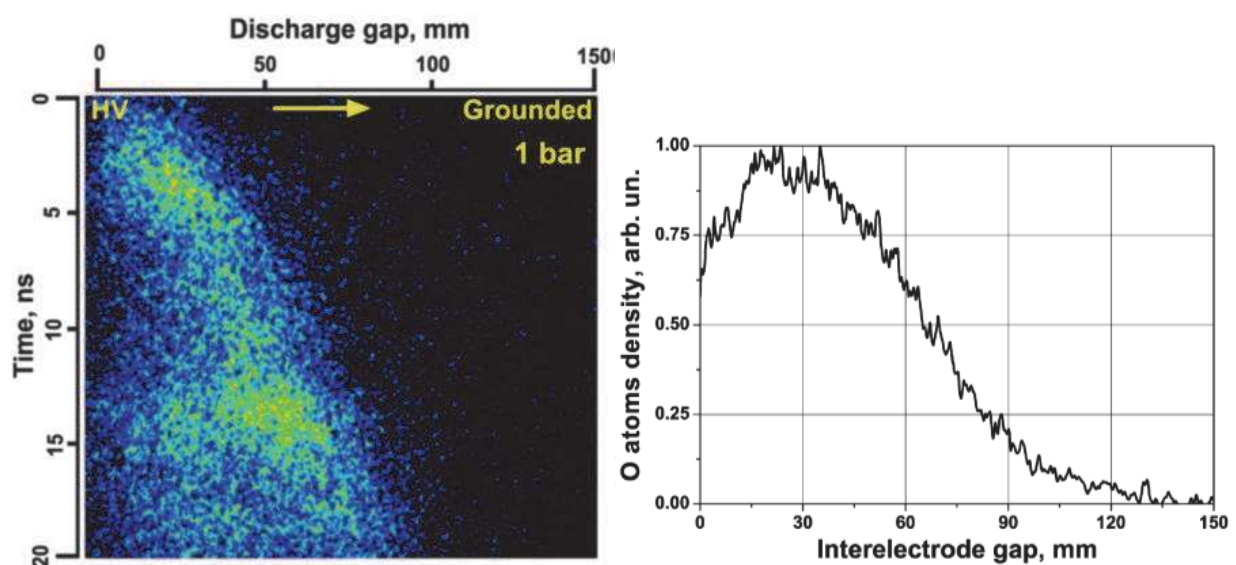 Discharge gap, mm
0 50 100 150
HV Grounded
1 bar
Time, ns
0
5
10
15
20
O atoms density, arb. un.
1.00
0.75
0.50
0.25
0.00
0 30 60 90 120 150
Interelectrode gap, mm